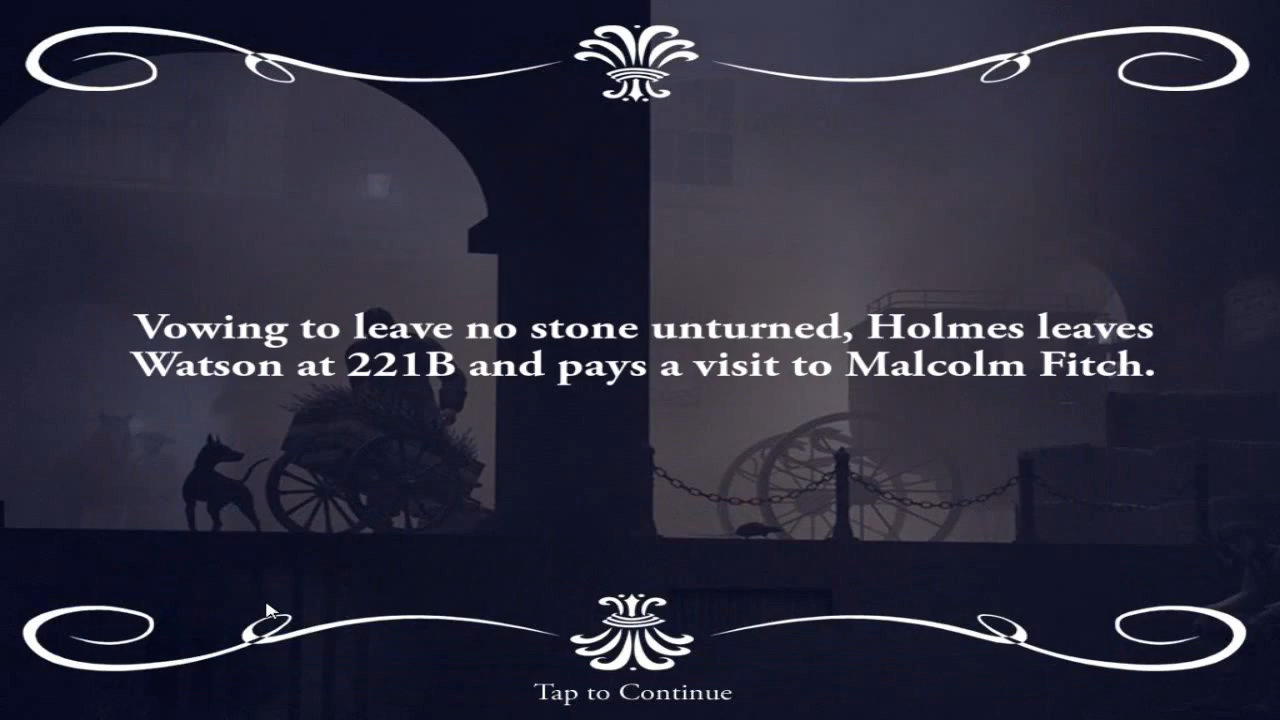 Vowing to leave no stone unturned, Holmes leaves
Watson at 221B and pays a visit to Malcolm Fitch.
Tap to Continue